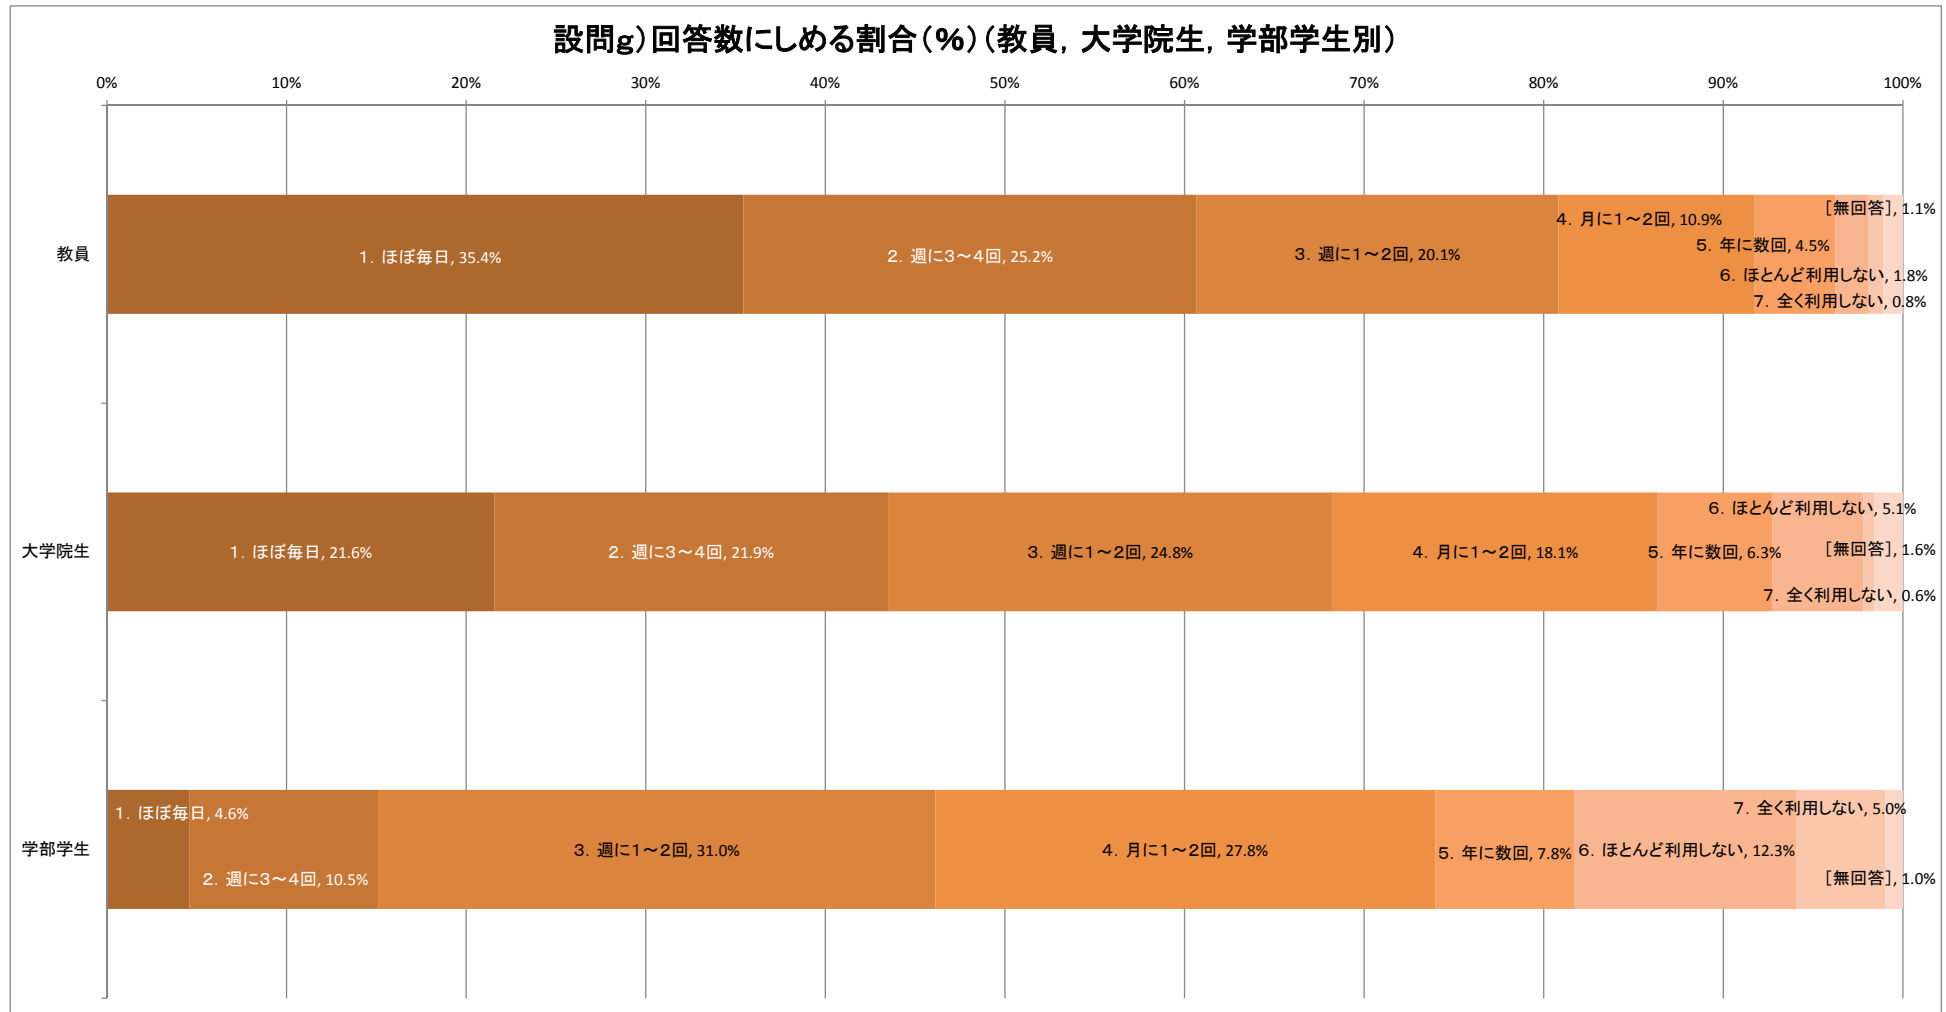 設問g)回答数にしめる割合(%)(教員，大学院生，学部学生別)
0% 10% 20% 30% 40% 50% 60% 70% 80% 90% 100%
教員
1．ほぼ毎日, 35.4%
2．週に3～4回, 25.2%
3．週に1～2回, 20.1%
4．月に1～2回, 10.9%
5．年に数回, 4.5%
6．ほとんど利用しない, 1.8%
7．全く利用しない, 0.8%
[無回答], 1.1%
大学院生
1．ほぼ毎日, 21.6%
2．週に3～4回, 21.9%
3．週に1～2回, 24.8%
4．月に1～2回, 18.1%
5．年に数回, 6.3%
6．ほとんど利用しない, 5.1%
7．全く利用しない, 0.6%
[無回答], 1.6%
学部学生
1．ほぼ毎日, 4.6%
2．週に3～4回, 10.5%
3．週に1～2回, 31.0%
4．月に1～2回, 27.8%
5．年に数回, 7.8%
6．ほとんど利用しない, 12.3%
7．全く利用しない, 5.0%
[無回答], 1.0%